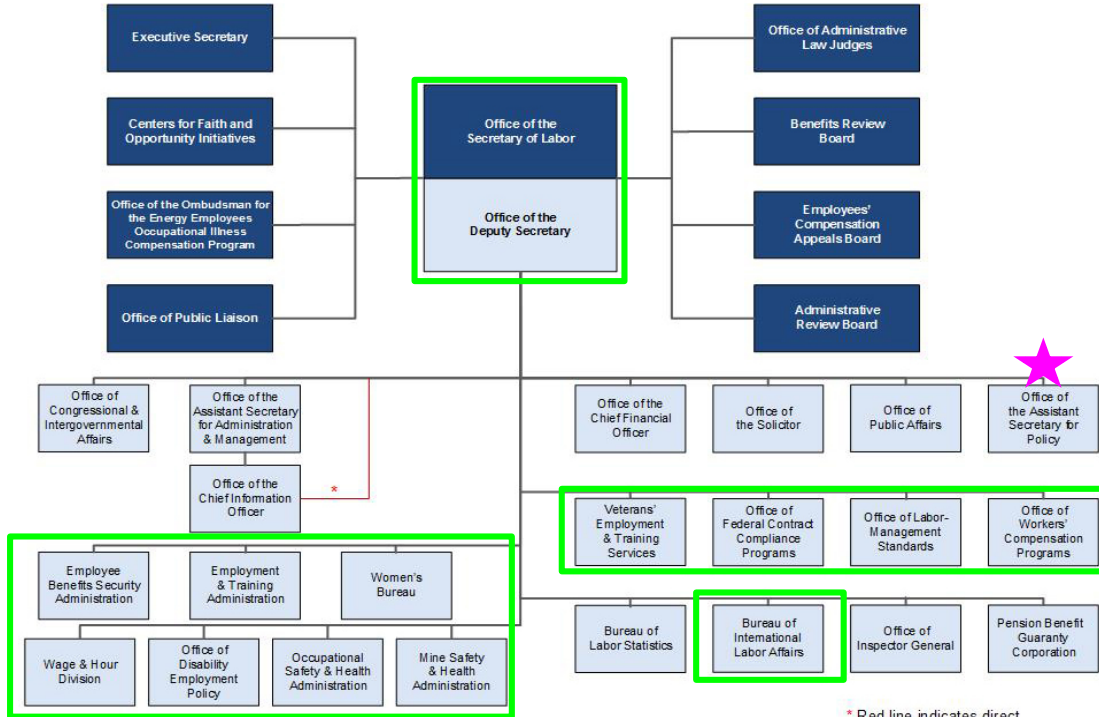 Executive Secretary
Centers for Faith and
Opportunity Initiatives
Office of the Ombudsman for
the Energy Employees
Occupational Illness
Compensation Program
Office of Public Liaison
Office of the
Secretary of Labor
Office of the
Deputy Secretary
Office of Administrative
Law Judges
Benefits Review
Board
Employees'
Compensation
Appeals Board
Administrative
Review Board
Office of
Congressional &
Intergovernmental
Affairs
Office of the
Assistant Secretary
for Administration
& Management
Office of the
Chief Financial
Officer
Office of
the Solicitor
Office of
Public Affairs
Office of
the Assistant
Secretary for
Policy
Office of the
Chief Information
Officer
*
Veterans'
Employment
& Training
Services
Office of
Federal Contract
Compliance
Programs
Office of Labor-
Management
Standards
Office of
Workers'
Compensation
Programs
Employee
Benefits Security
Administration
Employment
& Training
Administration
Women's
Bureau
Wage & Hour
Division
Office of
Disability
Employment
Policy
Occupational
Safety & Health
Administration
Mine Safety
& Health
Administration
Bureau of
Labor Statistics
Bureau of
International
Labor Affairs
Office of
Inspector General
Pension Benefit
Guaranty
Corporation
* Red line indicates direct